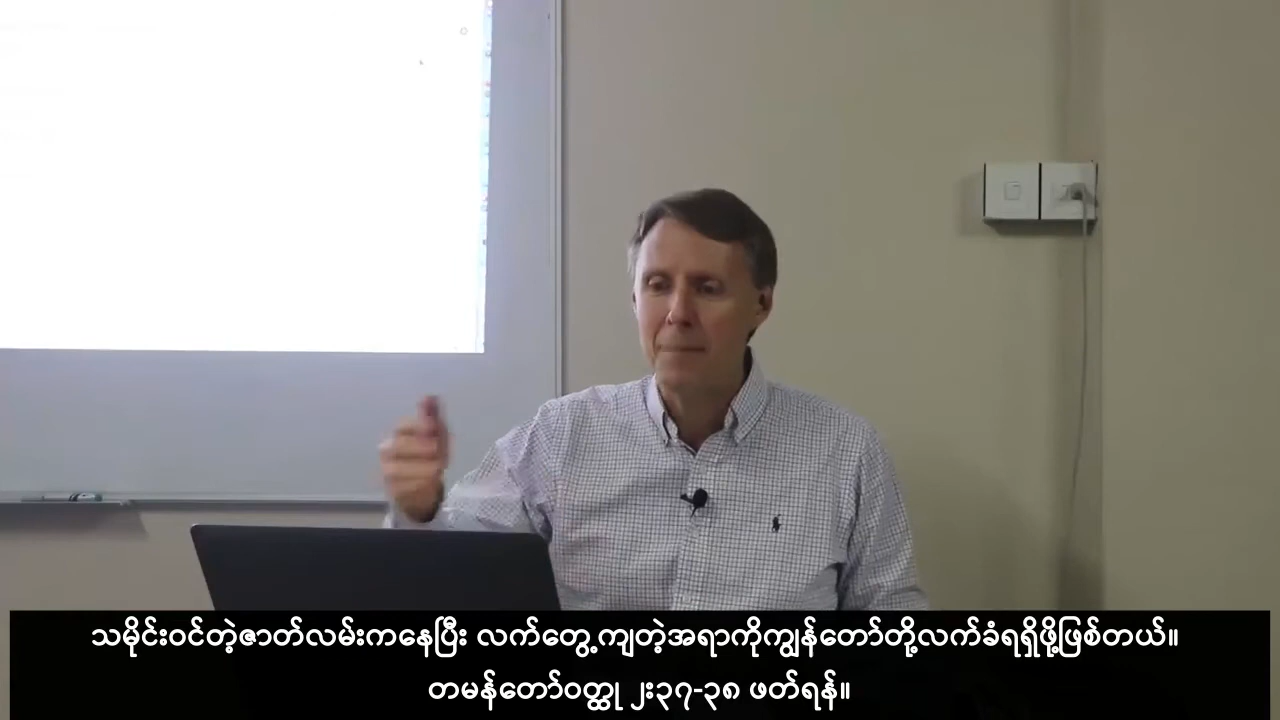 သမိုင်းဝင်တဲ့ဇာတ်လမ်းကနေပြီး လက်တွေ့ကျတဲ့အရာကိုကျွန်တော်တို့လက်ခံရရှိဖို့ဖြစ်တယ်။
တမန်တော်ဝတ္ထု ၂း၃၇-၃၈ ဖတ်ရန်။